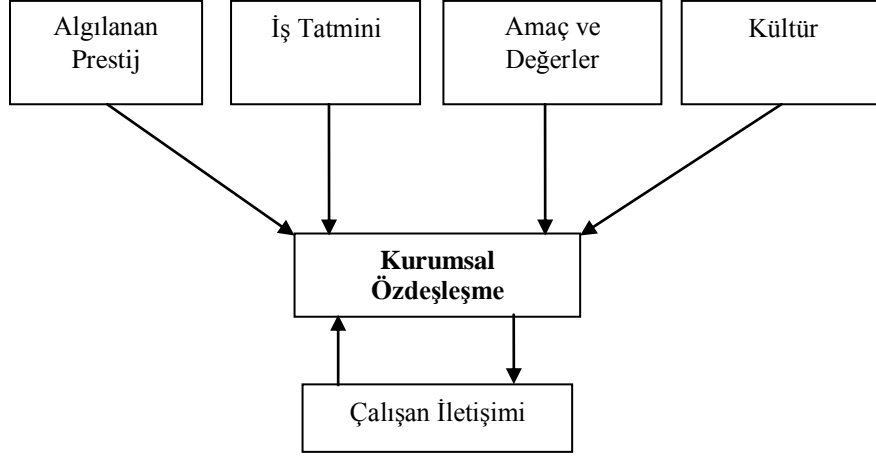 Algılanan
Prestij
İş Tatmini
Amaç ve
Değerler
Kültür
Kurumsal
Özdeşleşme
Çalışan İletişimi